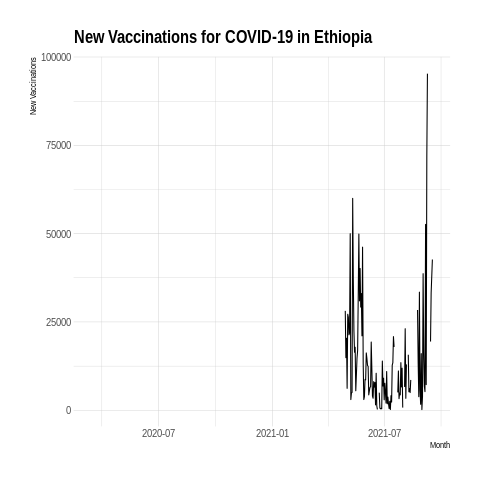 New Vaccinations for COVID-19 in Ethiopia
New Vaccinations
100000
75000
50000
25000
0
2020-07
2021-01
2021-07
Month